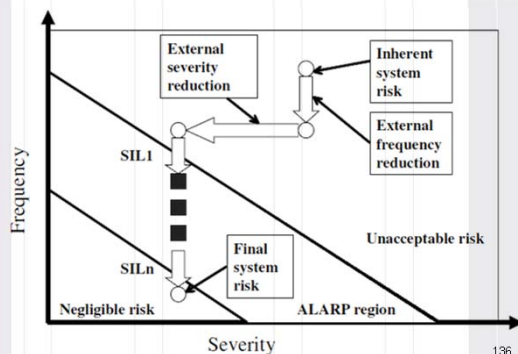 External
severity
reduction
Inherent
system
risk
External
frequency
reduction
SIL1
Frequency
Unacceptable risk
Final
system
risk
SILn
Negligible risk
ALARP region
Severity
136